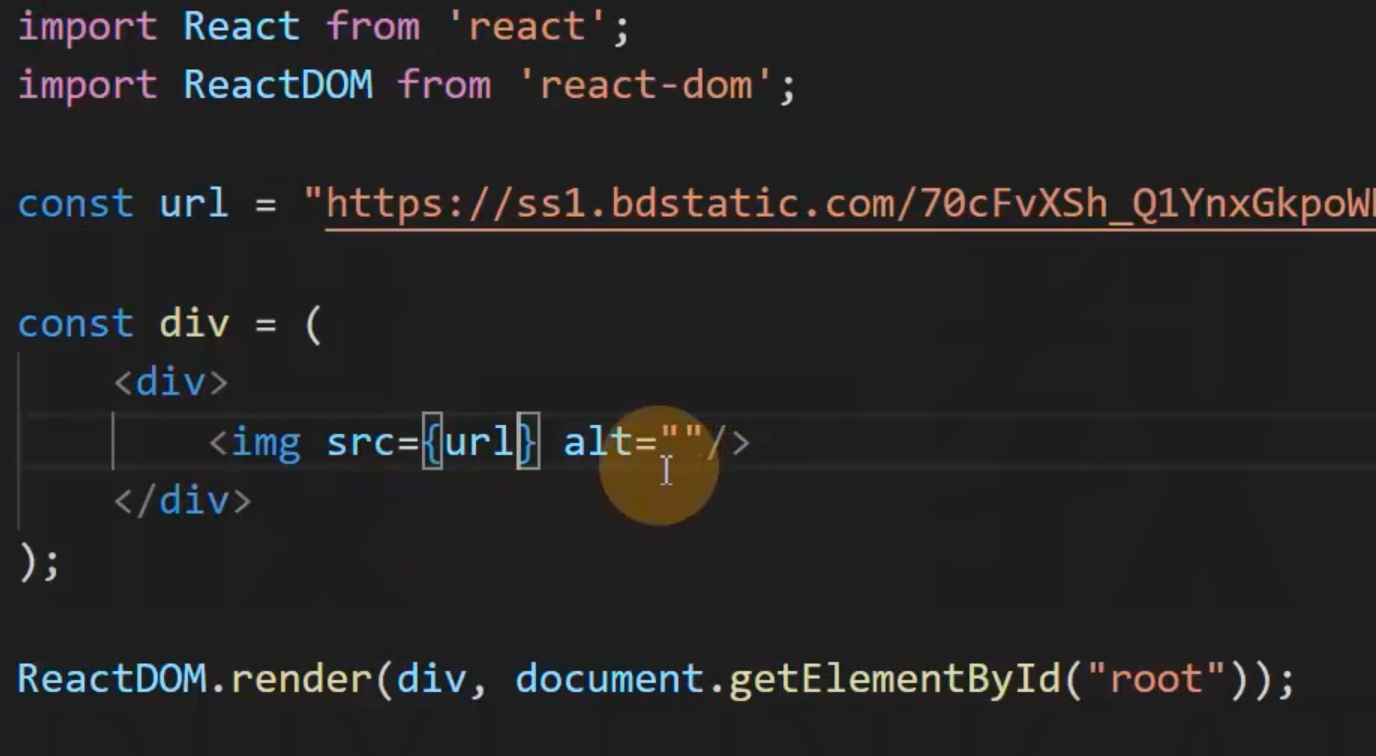 import React from 'react';
import ReactDOM from 'react-dom';
const url = "https://ss1.bdstatic.com/70cFvXSh_Q1YnxGkpoW
const div = (
<div>
<img src={url} alt=""/>
</div>
);
ReactDOM.render(div, document.getElementById("root"));